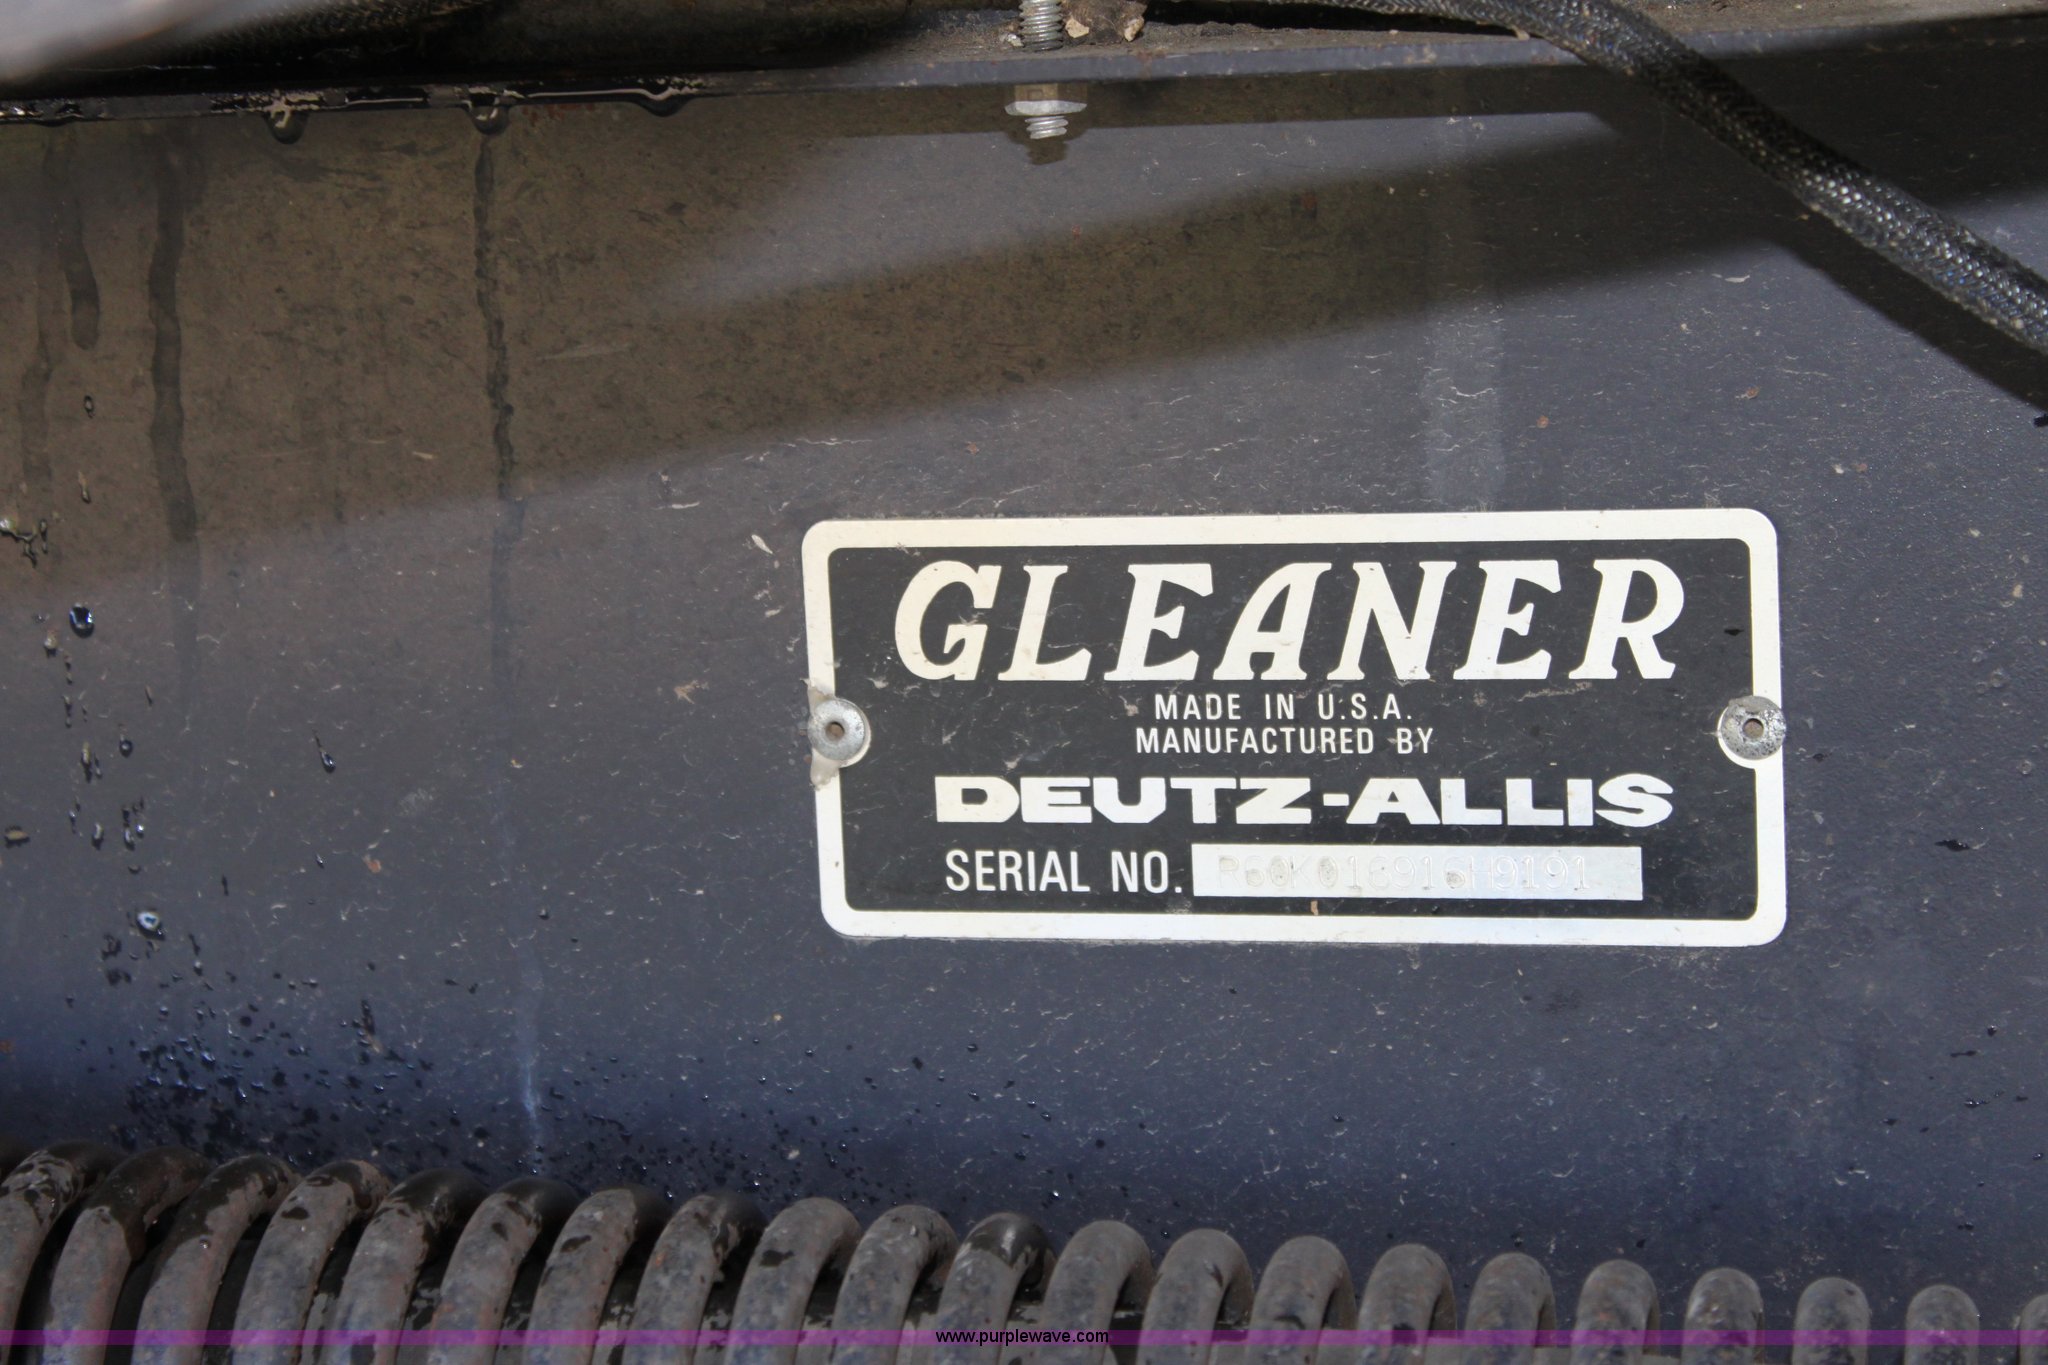 GLEANER
MADE IN U.S.A.
MANUFACTURED BY
DEUTZ-ALLIS
SERIAL NO.
www.purplewave.com